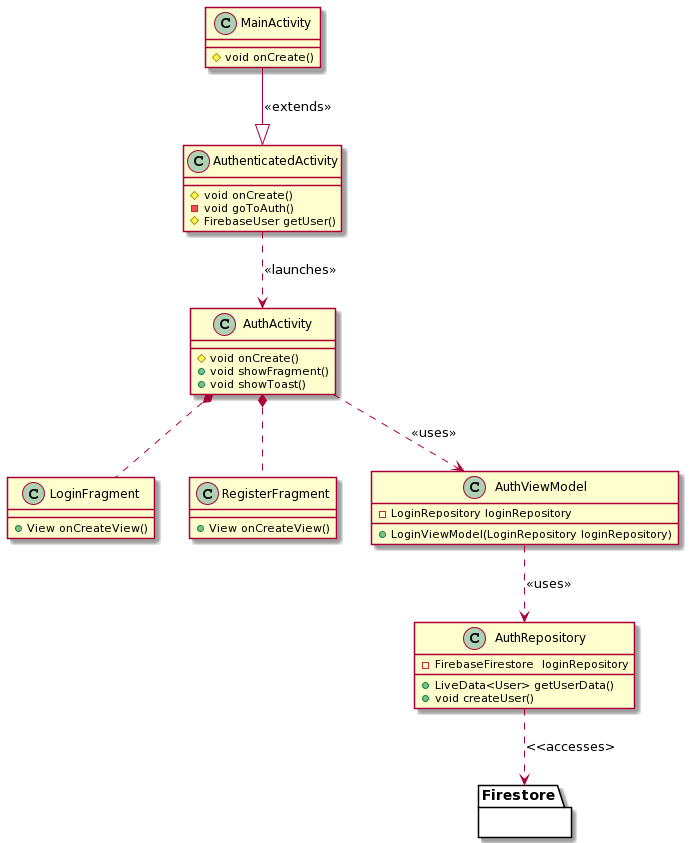 C MainActivity
void onCreate()
«extends»
C AuthenticatedActivity
void onCreate()
void goToAuth()
FirebaseUser getUser()
«launches»
C AuthActivity
void onCreate()
void showFragment()
void showToast()
«uses»
C LoginFragment
View onCreateView()
C RegisterFragment
View onCreateView()
C AuthViewModel
LoginRepository loginRepository
LoginViewModel(LoginRepository loginRepository)
«uses»
C AuthRepository
FirebaseFirestore loginRepository
LiveData<User> getUserData()
void createUser()
<<accesses>
Firestore